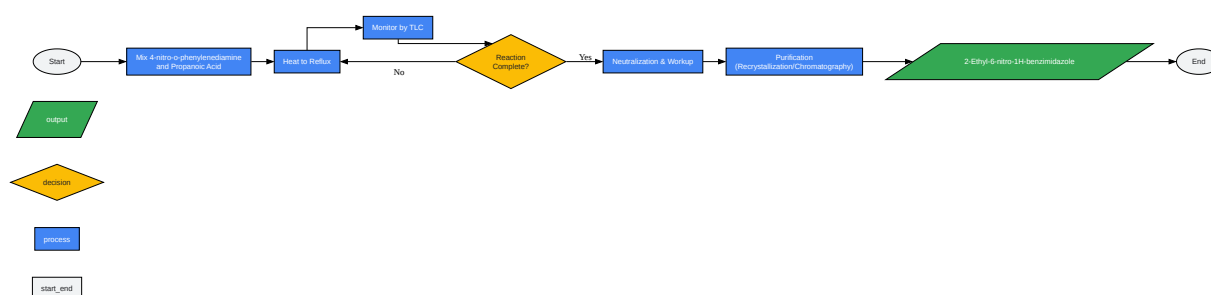 Monitor by TLC
Start
Mix 4-nitro-o-phenylenediamine
and Propanoic Acid
Heat to Reflux
No
Reaction
Complete?
Yes
Neutralization & Workup
Purification
(Recrystallization/Chromatography)
2-Ethyl-6-nitro-1H-benzimidazole
End
output
decision
process
start_end